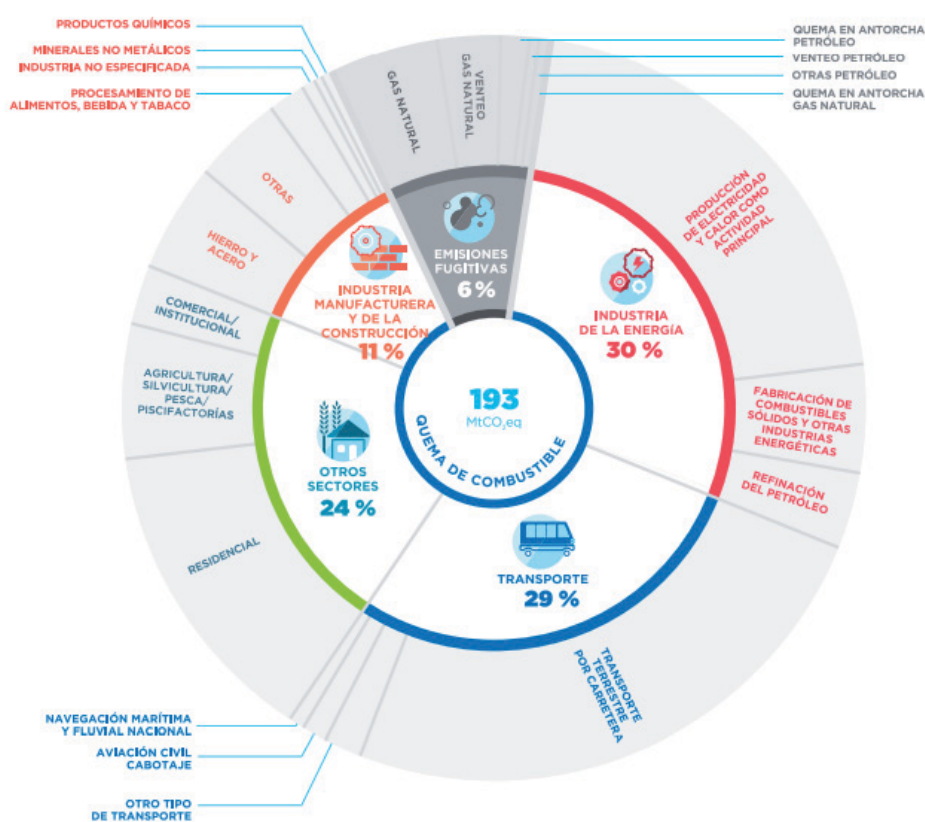 PRODUCTOS QUÍMICOS
MINERALES NO METÁLICOS
INDUSTRIA NO ESPECIFICADA
PROCESAMIENTO DE
ALIMENTOS, BEBIDA Y TABACO
OTRAS
HIERRO Y
ACERO
GAS NATURAL
VENTEO
GAS NATURAL
QUEMA EN ANTORCHA
PETRÓLEO
VENTEO PETRÓLEO
OTRAS PETRÓLEO
QUEMA EN ANTORCHA
GAS NATURAL
EMISIONES
FUGITIVAS
6 %
PRODUCCIÓN
DE ELECTRICIDAD
Y CALOR COMO
ACTIVIDAD
PRINCIPAL
INDUSTRIA
DE LA ENERGÍA
30 %
FABRICACIÓN DE
COMBUSTIBLES
SÓLIDOS Y OTRAS
INDUSTRIAS
ENERGÉTICAS
REFINACIÓN
DEL PETRÓLEO
INDUSTRIA
MANUFACTURERA
Y DE LA
CONSTRUCCIÓN
11 %
193
MtCO₂eq
QUEMA DE COMBUSTIBLE
COMERCIAL/
INSTITUCIONAL
AGRICULTURA/
SILVICULTURA/
PESCA/
PISCIFACTORÍAS
RESIDENCIAL
OTROS
SECTORES
24 %
TRANSPORTE
29 %
TRANSPORTE
TERRESTRE
POR CARRETERA
NAVEGACIÓN MARÍTIMA
Y FLUVIAL NACIONAL
AVIACIÓN CIVIL
CABOTAJE
OTRO TIPO
DE TRANSPORTE